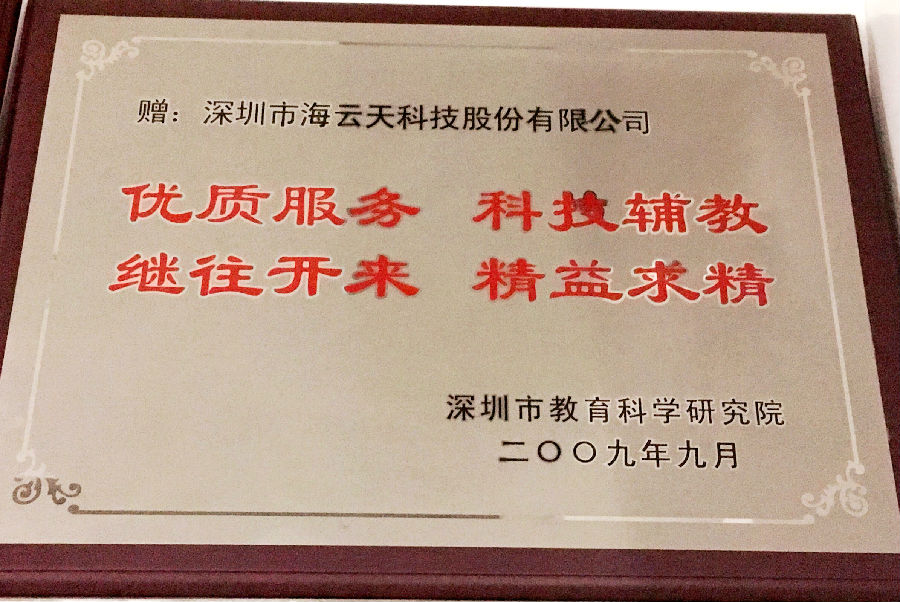 赠：深圳市海云天科技股份有限公司
优质服务 科技辅教
继往开来 精益求精
深圳市教育科学研究院
二〇〇九年九月